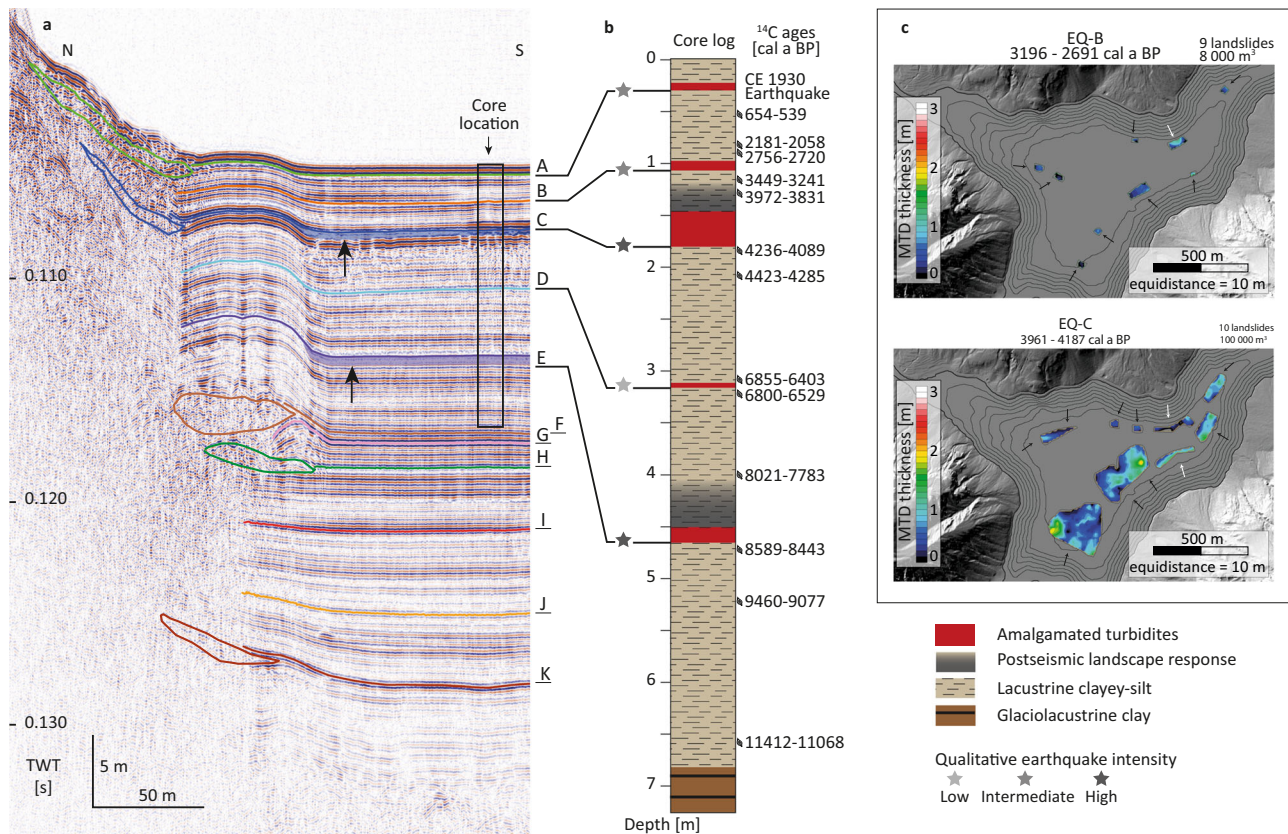 a
N
S
Core
location
A
B
C
D
E
F
G
H
I
J
K
0.110
0.120
0.130
TWT
[s]
5 m
50 m
b
Core log
¹⁴C ages
[cal a BP]
0
1
2
3
4
5
6
7
Depth [m]
CE 1930
Earthquake
654-539
2181-2058
2756-2720
3449-3241
3972-3831
4236-4089
4423-4285
6855-6403
6800-6529
8021-7783
8589-8443
9460-9077
11412-11068
c
EQ-B
3196 - 2691 cal a BP
9 landslides
8 000 m³
MTD thickness [m]
3
2
1
0
500 m
equidistance = 10 m
EQ-C
3961 - 4187 cal a BP
10 landslides
100 000 m³
MTD thickness [m]
3
2
1
0
500 m
equidistance = 10 m
Amalgamated turbidites
Postseismic landscape response
Lacustrine clayey-silt
Glaciolacustrine clay
Qualitative earthquake intensity
Low Intermediate High